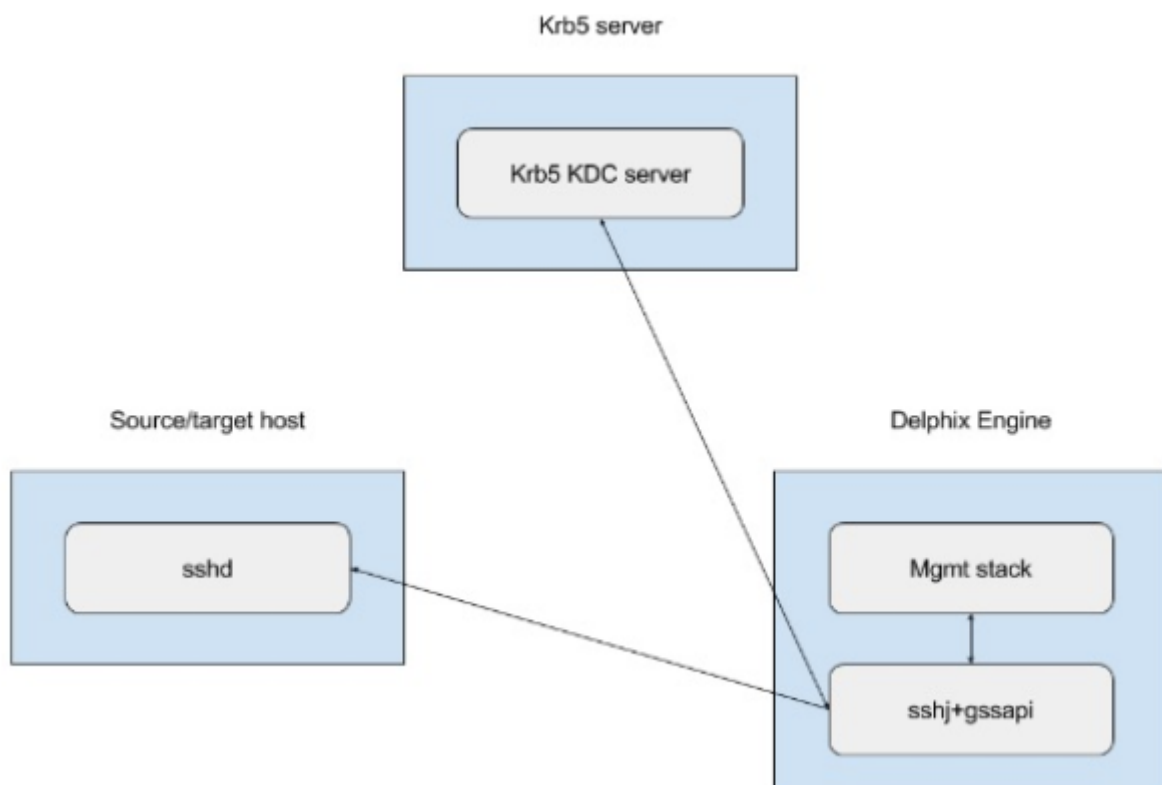 Krb5 server
Krb5 KDC server
Source/target host
Delphix Engine
sshd
Mgmt stack
sshj+gssapi